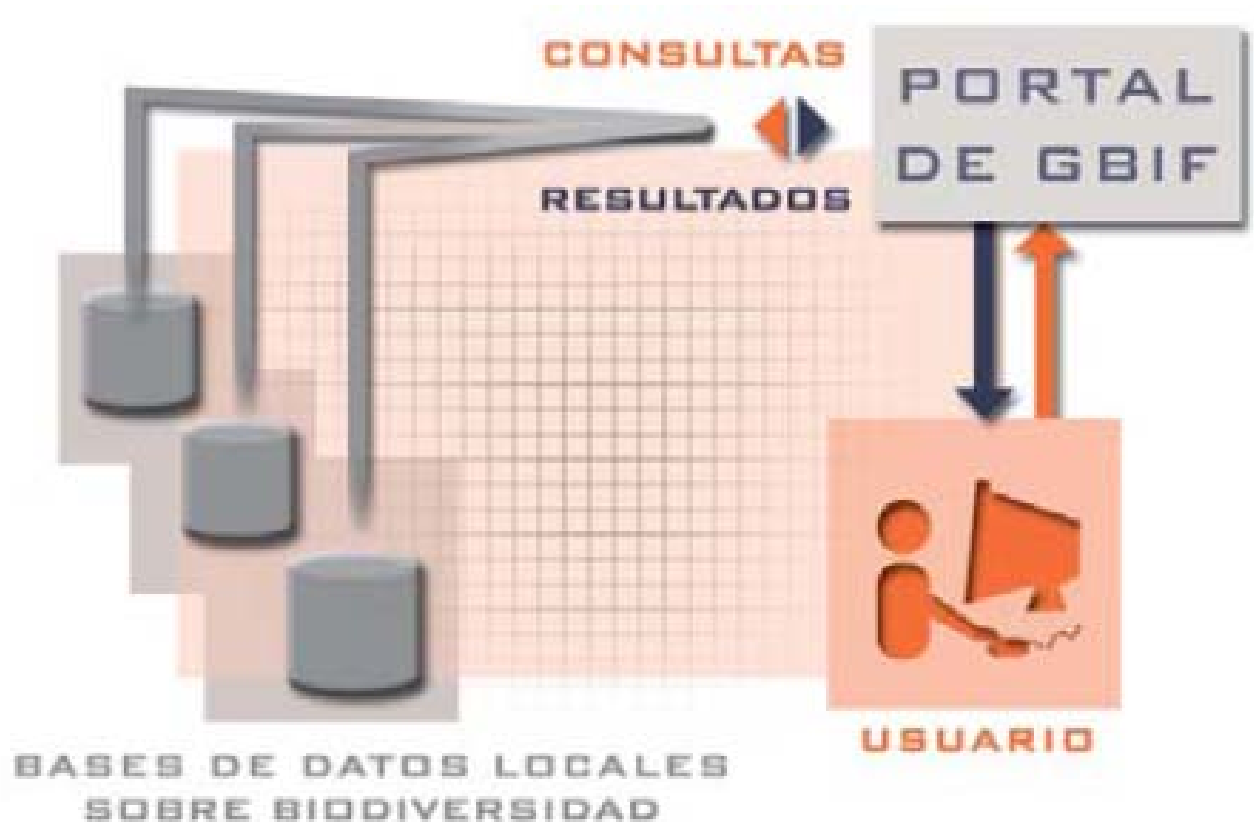 CONSULTAS
RESULTADOS
PORTAL
DE GBIF
USUARIO
BASES DE DATOS LOCALES
SOBRE BIODIVERSIDAD